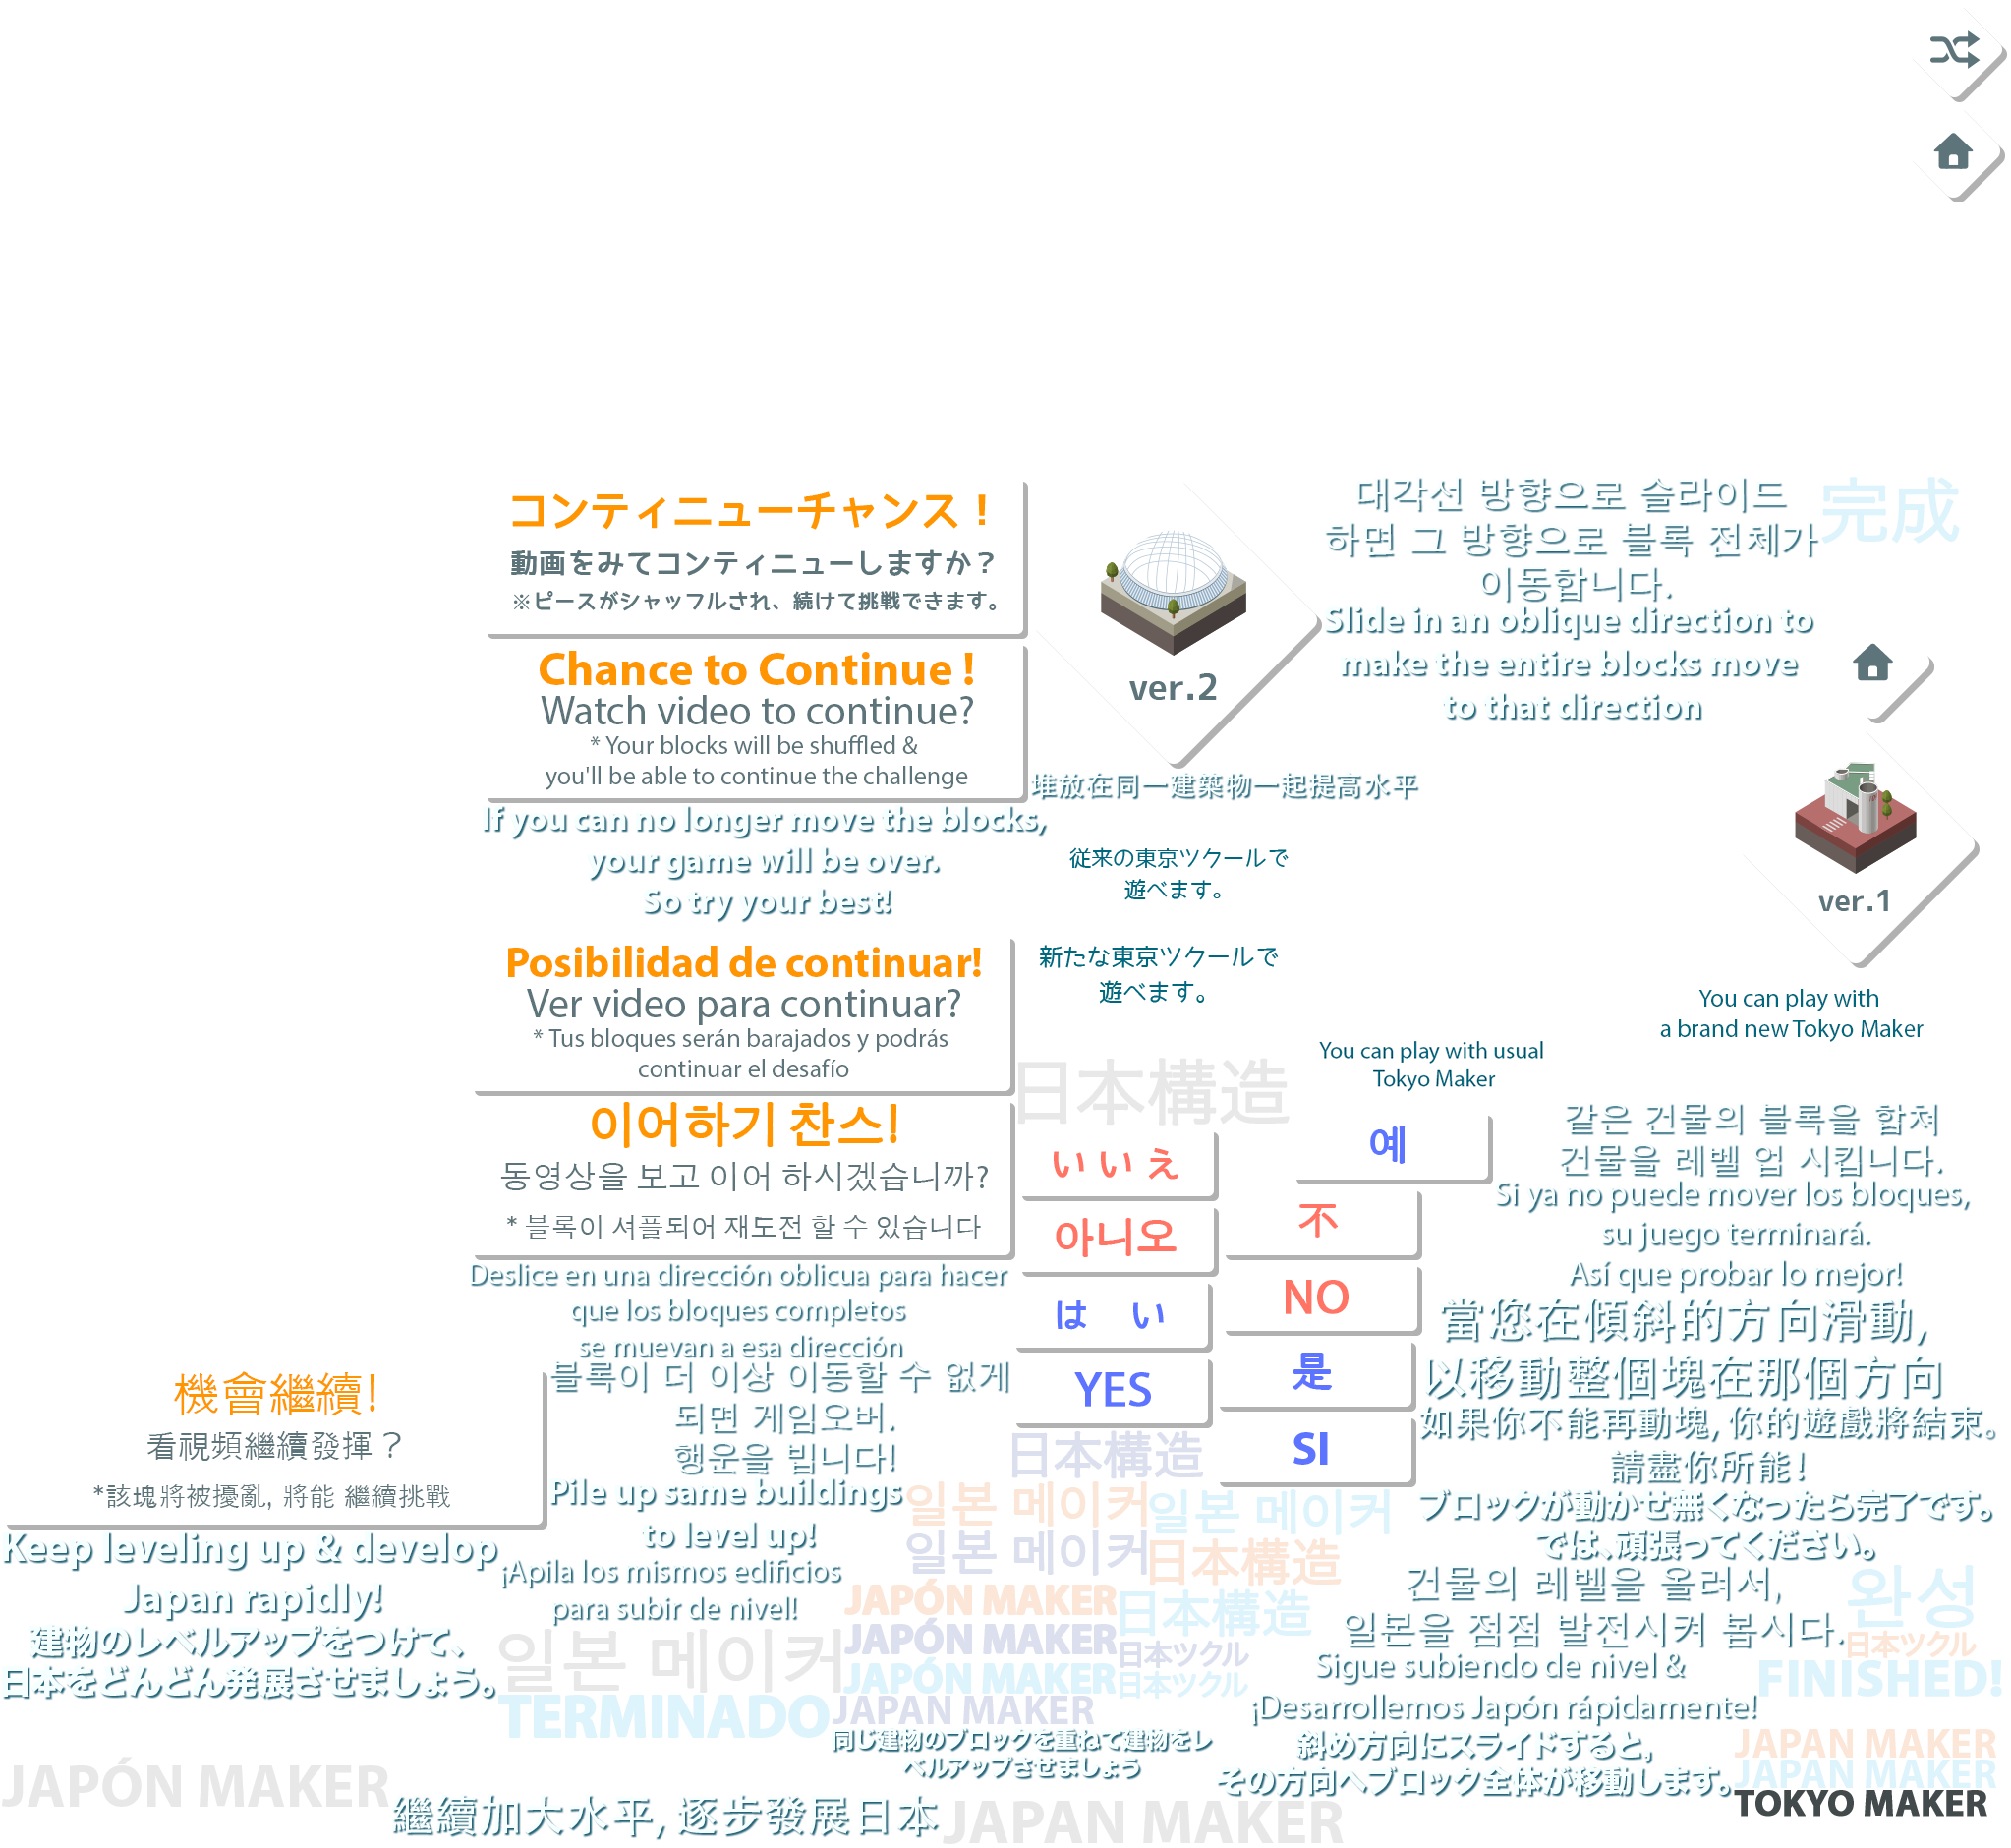 コンティニューチャンス！
動画をみてコンティニューしますか？
※ピースがシャッフルされ、続けて挑戦できます。
Chance to Continue !
Watch video to continue?
* Your blocks will be shuffled &
you'll be able to continue the challenge
If you can no longer move the blocks,
your game will be over.
So try your best!
Posibilidad de continuar!
Ver video para continuar?
* Tus bloques serán barajados y podrás
continuar el desafío
이어하기 찬스!
동영상을 보고 이어 하시겠습니까?
* 블록이 셔플되어 재도전 할 수 있습니다
Deslice en una dirección oblicua para hacer
que los bloques completos
se muevan a esa dirección
機會繼續!
看視頻繼續發揮？
*該塊將被擾亂, 將能 繼續挑戰
Keep leveling up & develop
Japan rapidly!
建物のレベルアップをつけて、
日本をどんどん発展させましょう。
블록이 더 이상 이동할 수 없게
되면 게임오버.
행운을 빕니다!
Pile up same buildings
to level up!
¡Apila los mismos edificios
para subir de nivel!
일본 메이커
TERMINADO
JAPÓN MAKER
繼續加大水平, 逐步發展日本
JAPAN MAKER
ver.2
堆放在同一建築物一起提高水平
従来の東京ツクールで
遊べます。
新たな東京ツクールで
遊べます。
日本構造
いいえ
아니오
はい
YES
예
不
NO
是
SI
日本構造
일본 메이커
일본 메이커
일본 메이커
日本構造
JAPÓN MAKER
JAPÓN MAKER
JAPÓN MAKER
日本構造
日本ツクル
日本ツクル
JAPAN MAKER
同じ建物のブロックを重ねて建物をレ
ベルアップさせましょう
대각선 방향으로 슬라이드
하면 그 방향으로 블록 전체가
이동합니다.
完成
Slide in an oblique direction to
make the entire blocks move
to that direction
ver.1
You can play with
a brand new Tokyo Maker
You can play with usual
Tokyo Maker
같은 건물의 블록을 합쳐
건물을 레벨 업 시킵니다.
Si ya no puede mover los bloques,
su juego terminará.
Así que probar lo mejor!
當您在傾斜的方向滑動,
以移動整個塊在那個方向
如果你不能再動塊, 你的遊戲將結束。
請盡你所能!
ブロックが動かせ無くなったら完了です。
では、頑張ってください。
건물의 레벨을 올려서,
일본을 점점 발전시켜 봅시다.
완성
日本ツクル
Sigue subiendo de nivel &
¡Desarrollemos Japón rápidamente!
FINISHED!
斜め方向にスライドすると,
その方向へブロック全体が移動します。
JAPAN MAKER
JAPAN MAKER
TOKYO MAKER